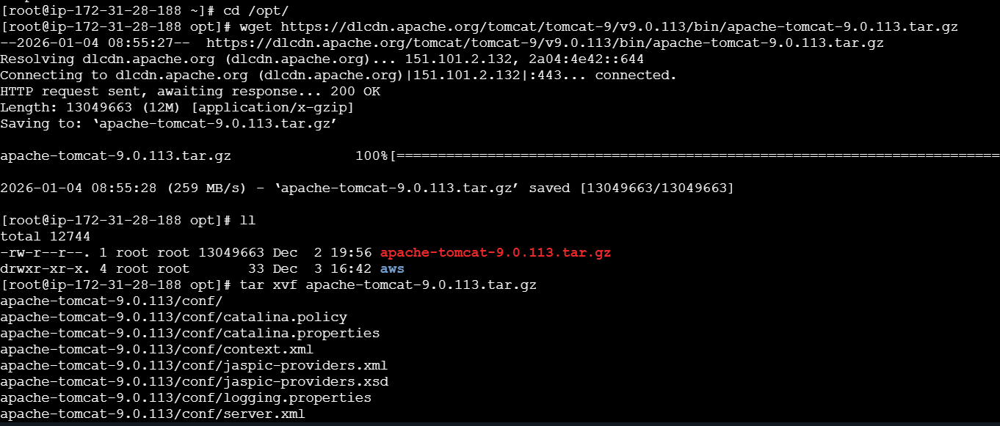 [root@ip-172-31-28-188 ~]# cd /opt/
[root@ip-172-31-28-188 opt]# wget https://dlcdn.apache.org/tomcat/tomcat-9/v9.0.113/bin/apache-tomcat-9.0.113.tar.gz
--2026-01-04 08:55:27--  https://dlcdn.apache.org/tomcat/tomcat-9/v9.0.113/bin/apache-tomcat-9.0.113.tar.gz
Resolving dlcdn.apache.org (dlcdn.apache.org)... 151.101.2.132, 2a04:4e42::644
Connecting to dlcdn.apache.org (dlcdn.apache.org)|151.101.2.132|:443... connected.
HTTP request sent, awaiting response... 200 OK
Length: 13049663 (12M) [application/x-gzip]
Saving to: ‘apache-tomcat-9.0.113.tar.gz’
apache-tomcat-9.0.113.tar.gz                100%[=========================================================================
2026-01-04 08:55:28 (259 MB/s) - ‘apache-tomcat-9.0.113.tar.gz’ saved [13049663/13049663]
[root@ip-172-31-28-188 opt]# ll
total 12744
-rw-r--r--. 1 root root 13049663 Dec  2 19:56 apache-tomcat-9.0.113.tar.gz
drwxr-xr-x. 4 root root       33 Dec  3 16:42 aws
[root@ip-172-31-28-188 opt]# tar xvf apache-tomcat-9.0.113.tar.gz
apache-tomcat-9.0.113/conf/
apache-tomcat-9.0.113/conf/catalina.policy
apache-tomcat-9.0.113/conf/catalina.properties
apache-tomcat-9.0.113/conf/context.xml
apache-tomcat-9.0.113/conf/jaspic-providers.xml
apache-tomcat-9.0.113/conf/jaspic-providers.xsd
apache-tomcat-9.0.113/conf/logging.properties
apache-tomcat-9.0.113/conf/server.xml